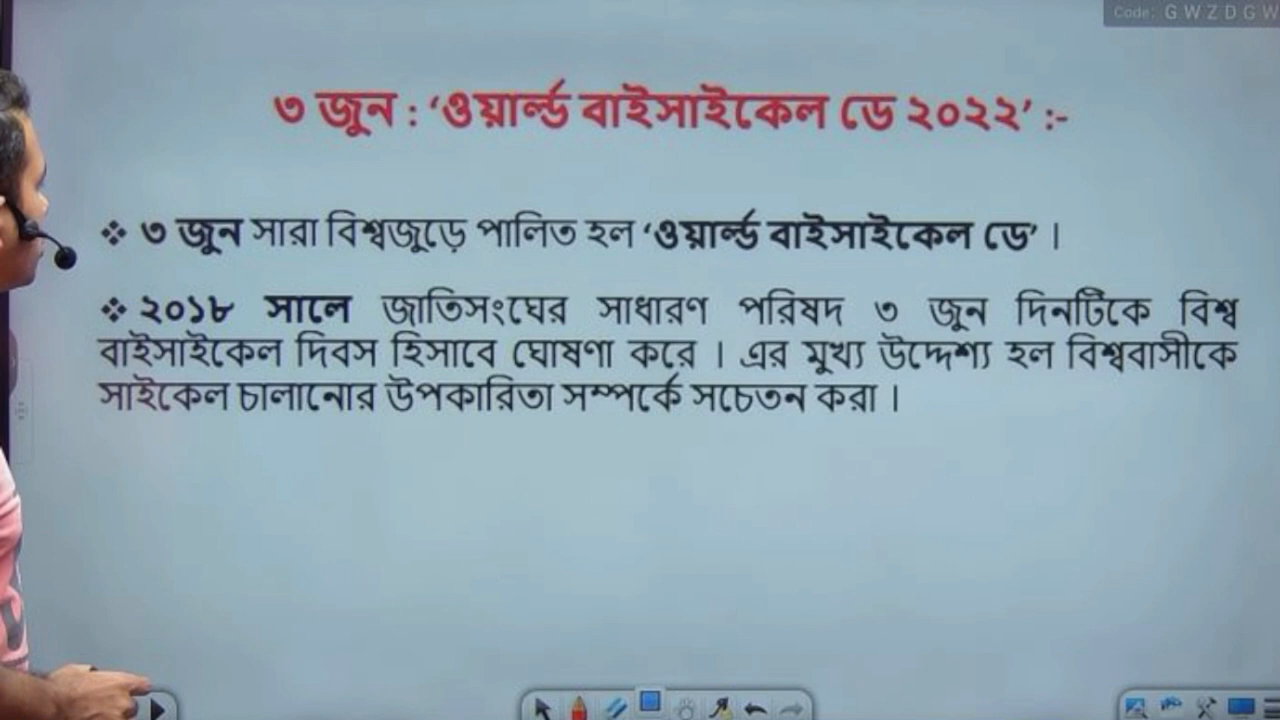 Code: G W Z D G W
৩ জুন : ‘ওয়ার্ল্ড বাইসাইকেল ডে ২০২২’ :-
❖ ৩ জুন সারা বিশ্বজুড়ে পালিত হল ‘ওয়ার্ল্ড বাইসাইকেল ডে’ ।
❖ ২০১৮ সালে জাতিসংঘের সাধারণ পরিষদ ৩ জুন দিনটিকে বিশ্ব
বাইসাইকেল দিবস হিসাবে ঘোষণা করে । এর মুখ্য উদ্দেশ্য হল বিশ্ববাসীকে
সাইকেল চালানোর উপকারিতা সম্পর্কে সচেতন করা ।